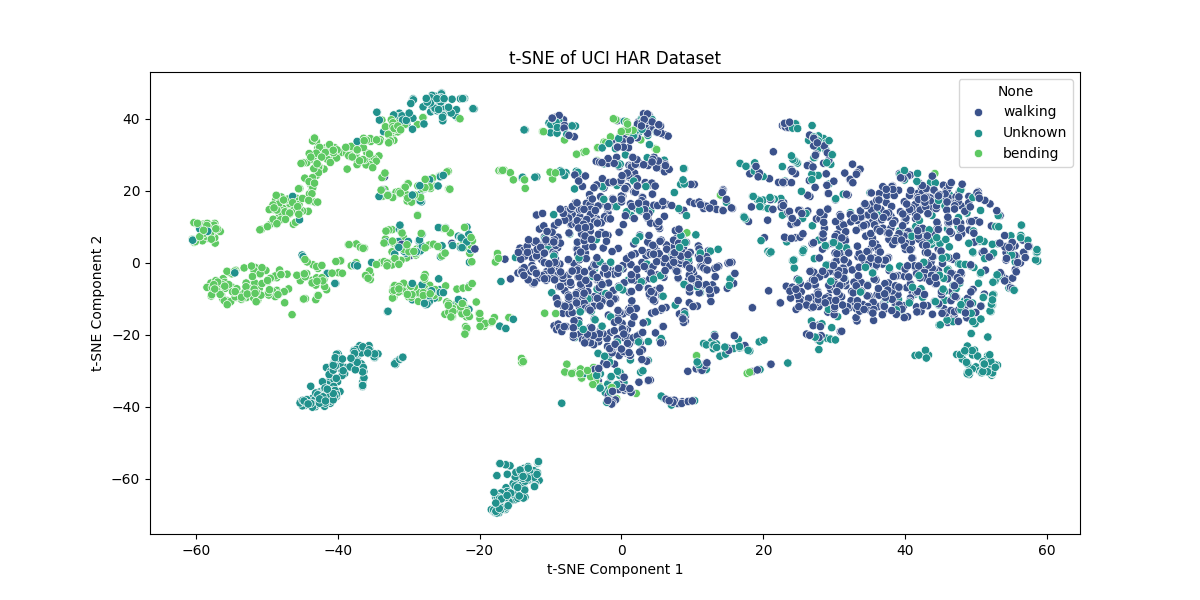 t-SNE of UCI HAR Dataset
None
walking
Unknown
bending
t-SNE Component 2
40
20
0
−20
−40
−60
−60
−40
−20
0
20
40
60
t-SNE Component 1